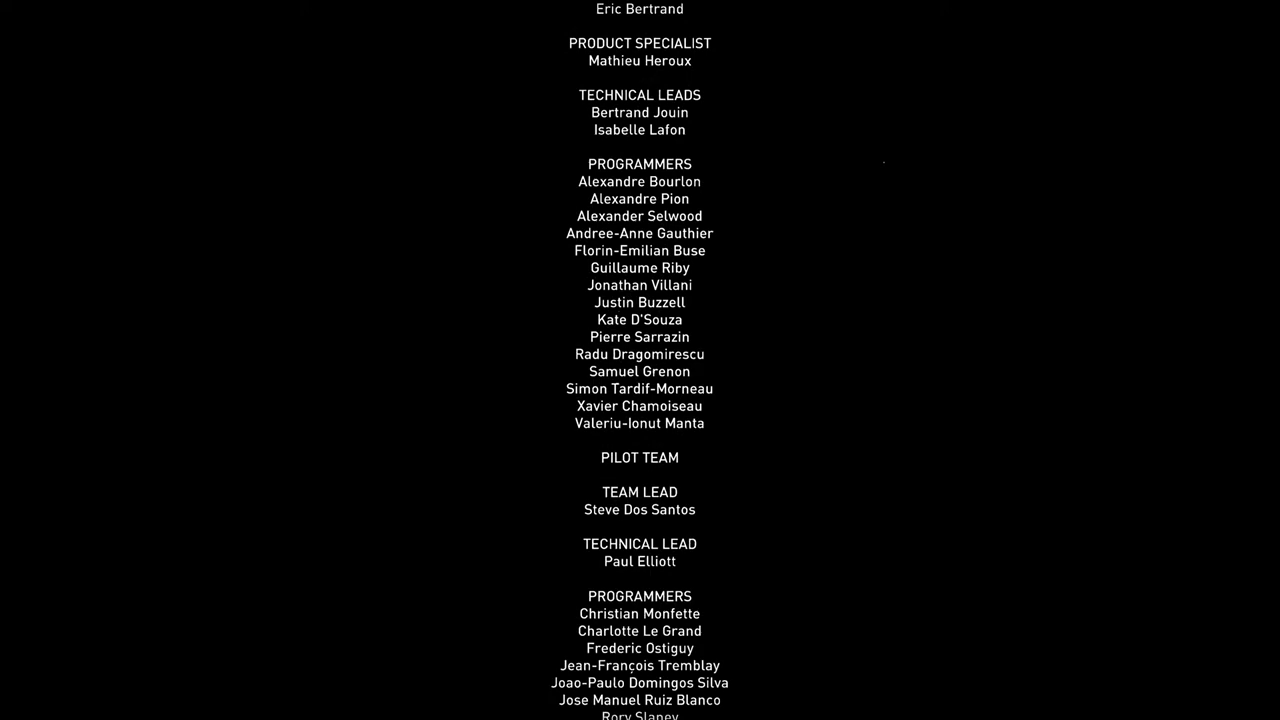 Eric Bertrand
PRODUCT SPECIALIST
Mathieu Heroux
TECHNICAL LEADS
Bertrand Jouin
Isabelle Lafon
PROGRAMMERS
Alexandre Bourlon
Alexandre Pion
Alexander Selwood
Andree-Anne Gauthier
Florin-Emilian Buse
Guillaume Riby
Jonathan Villani
Justin Buzzell
Kate D'Souza
Pierre Sarrazin
Radu Dragomirescu
Samuel Grenon
Simon Tardif-Morneau
Xavier Chamoiseau
Valeriu-Ionut Manta
PILOT TEAM
TEAM LEAD
Steve Dos Santos
TECHNICAL LEAD
Paul Elliott
PROGRAMMERS
Christian Monfette
Charlotte Le Grand
Frederic Ostiguy
Jean-François Tremblay
Joao-Paulo Domingos Silva
Jose Manuel Ruiz Blanco
Rory Slaney